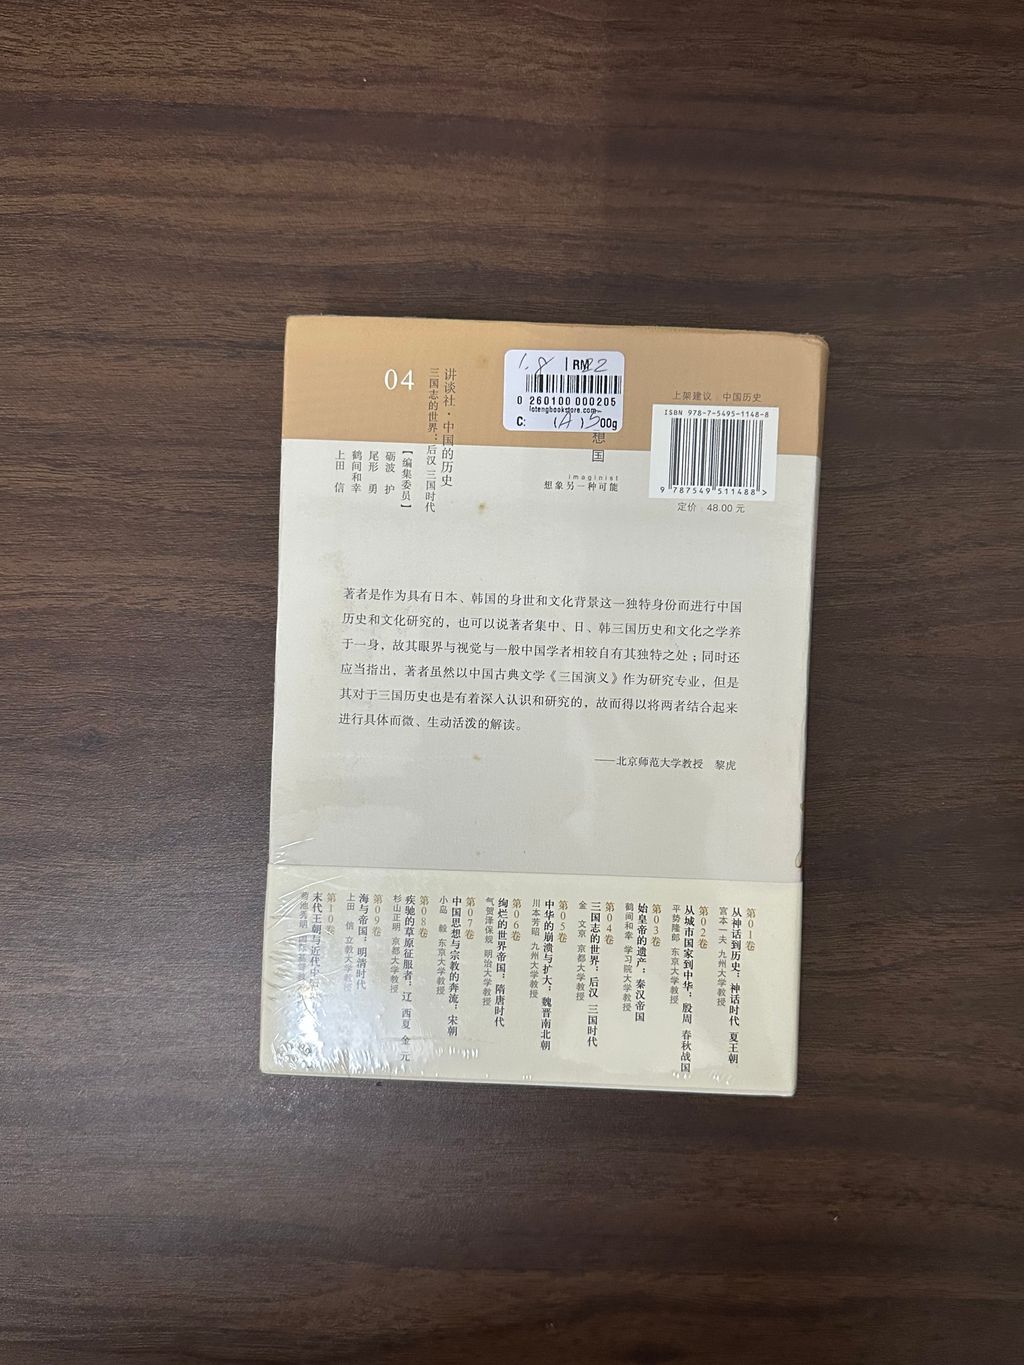 04
讲谈社·中国的历史
三国志的世界：后汉 三国时代
【编集委员】
砺波 护
尾形 勇
鹤间和幸
上田 信
RM
0 260100 000205
lotengbookstore.com
C:
00g
想
国
imaginist
想象另一种可能
上架建议：中国历史
ISBN 978-7-5495-1148-8
9 787549 511488 >
定价：48.00 元
著者是作为具有日本、韩国的身世和文化背景这一独特身份而进行中国
历史和文化研究的，也可以说著者集中、日、韩三国历史和文化之学养
于一身，故其眼界与视觉与一般中国学者相较自有其独特之处；同时还
应当指出，著者虽然以中国古典文学《三国演义》作为研究专业，但是
其对于三国历史也是有着深入认识和研究的，故而得以将两者结合起来
进行具体而微、生动活泼的解读。
——北京师范大学教授 黎虎
第01卷
从神话到历史：神话时代 夏王朝
宫本一夫 九州大学教授
第02卷
从城市国家到中华：殷周 春秋战国
平势隆郎 东京大学教授
第03卷
始皇帝的遗产：秦汉帝国
鹤间和幸 学习院大学教授
第04卷
三国志的世界：后汉 三国时代
金 文京 京都大学教授
第05卷
中华的崩溃与扩大：魏晋南北朝
川本芳昭 九州大学教授
第06卷
绚烂的世界帝国：隋唐时代
气贺泽保规 明治大学教授
第07卷
中国思想与宗教的奔流：宋朝
小岛 毅 东京大学教授
第08卷
疾驰的草原征服者：辽 西夏 金 元
杉山正明 京都大学教授
第09卷
海与帝国：明清时代
上田 信 立教大学教授
第10卷
末代王朝与近代中国
菊池秀明 国际基督教